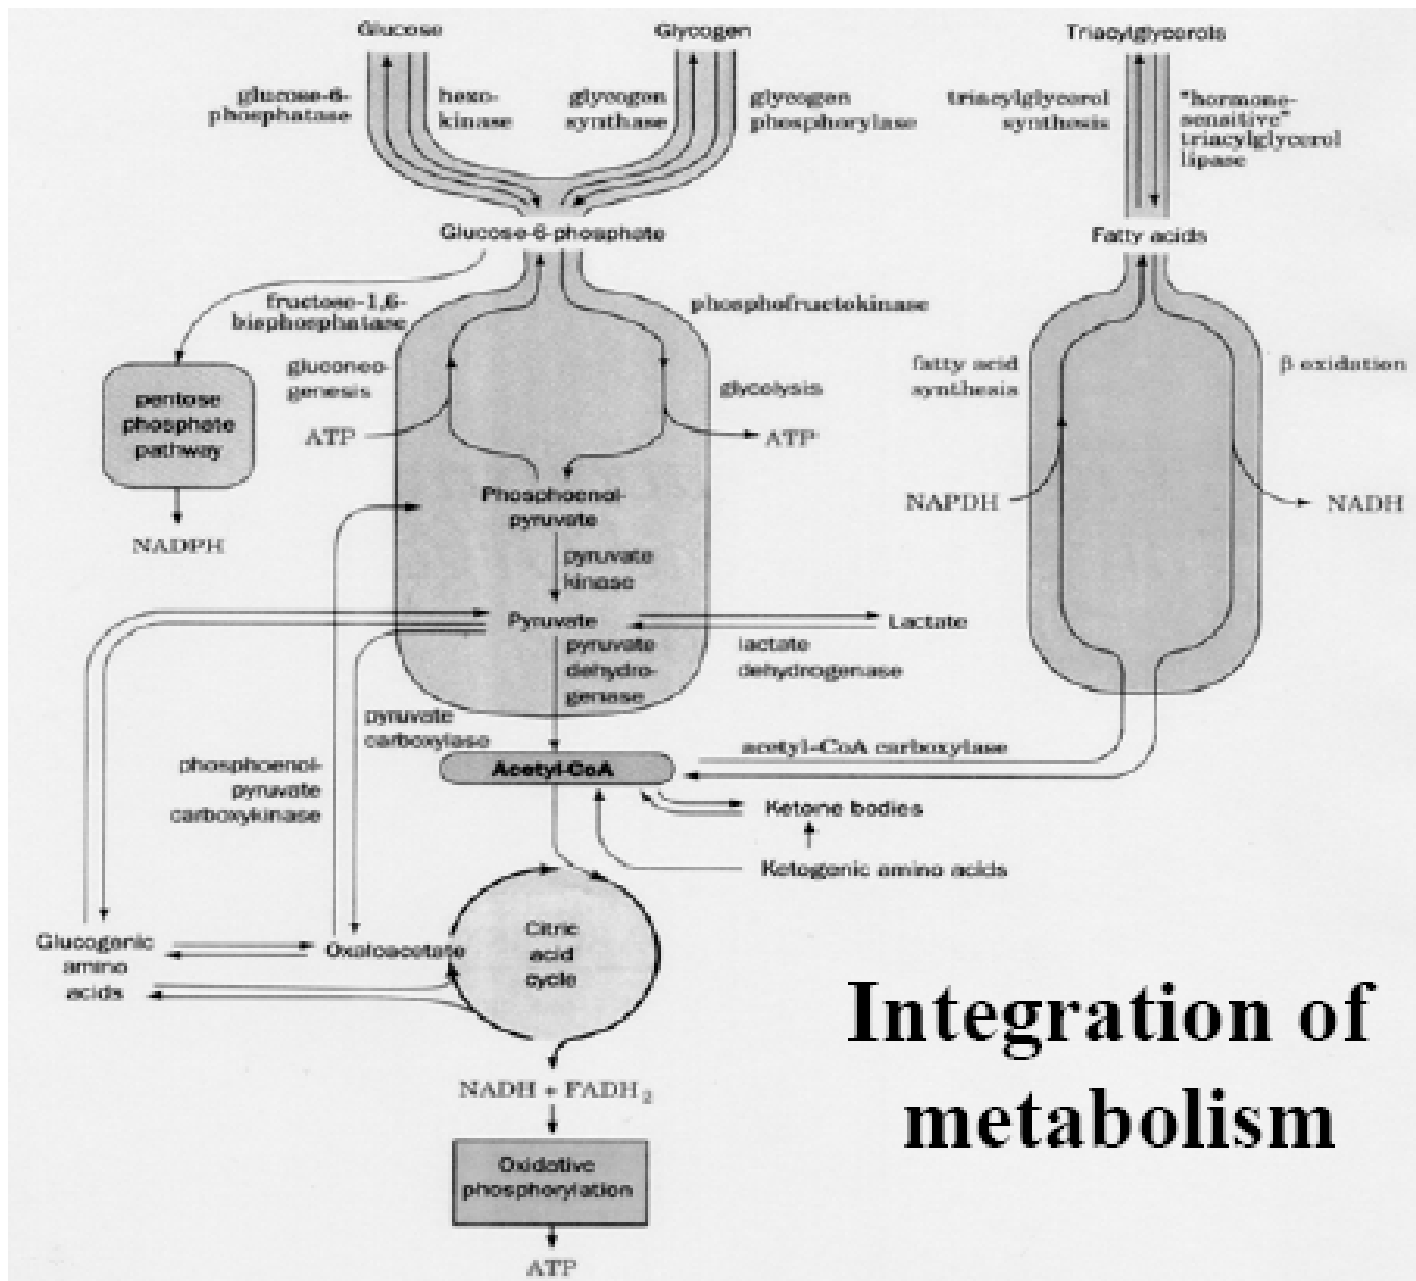 Glucose
Glycogen
Triacylglycerols
glucose-6-
phosphatase
hexo-
kinase
glycogen
synthase
glycogen
phosphorylase
triacylglycerol
synthesis
"hormone-
sensitive"
triacylglycerol
lipase
Glucose-6-phosphate
Fatty acids
fructose-1,6-
bisphosphatase
phosphofructokinase
gluconeo-
genesis
glycolysis
fatty acid
synthesis
β oxidation
pentose
phosphate
pathway
ATP
ATP
Phosphoenol-
pyruvate
NAPDH
NADH
NADPH
pyruvate
kinase
Pyruvate
Lactate
pyruvate
dehydro-
genase
lactate
dehydrogenase
pyruvate
carboxylase
acetyl-CoA carboxylase
phosphoenol-
pyruvate
carboxykinase
Acetyl-CoA
Ketone bodies
Ketogenic amino acids
Glucogenic
amino
acids
Oxaloacetate
Citric
acid
cycle
Integration of
metabolism
NADH + FADH₂
Oxidative
phosphorylation
ATP